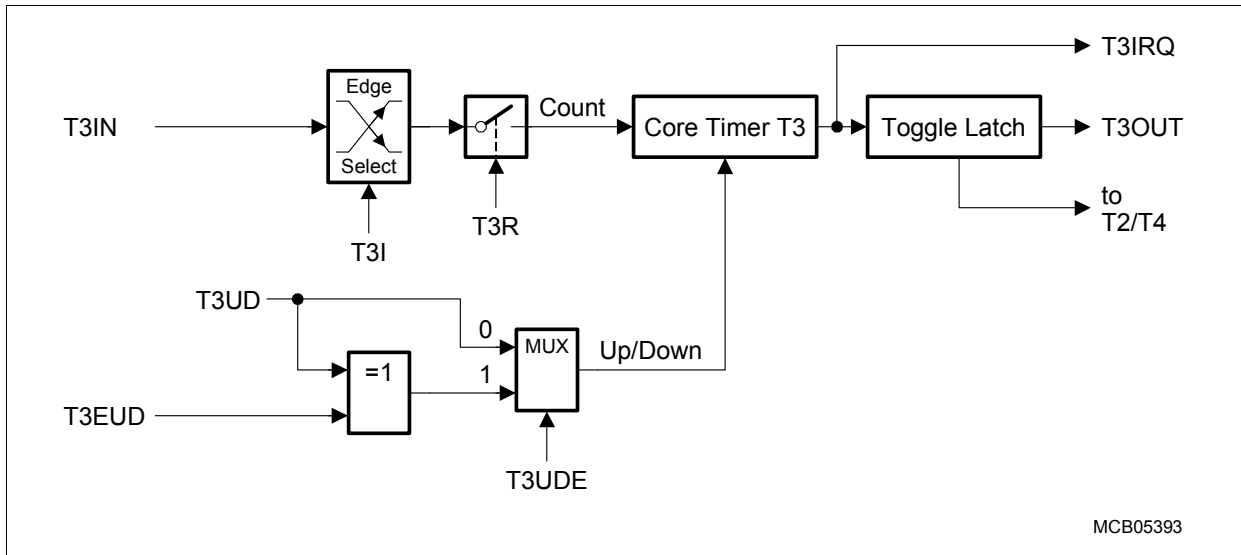 T3IRQ
Edge
T3IN
Count
Core Timer T3
Toggle Latch
T3OUT
Select
to
T2/T4
T3R
T3I
T3UD
0
MUX
Up/Down
=1
1
T3EUD
T3UDE
MCB05393